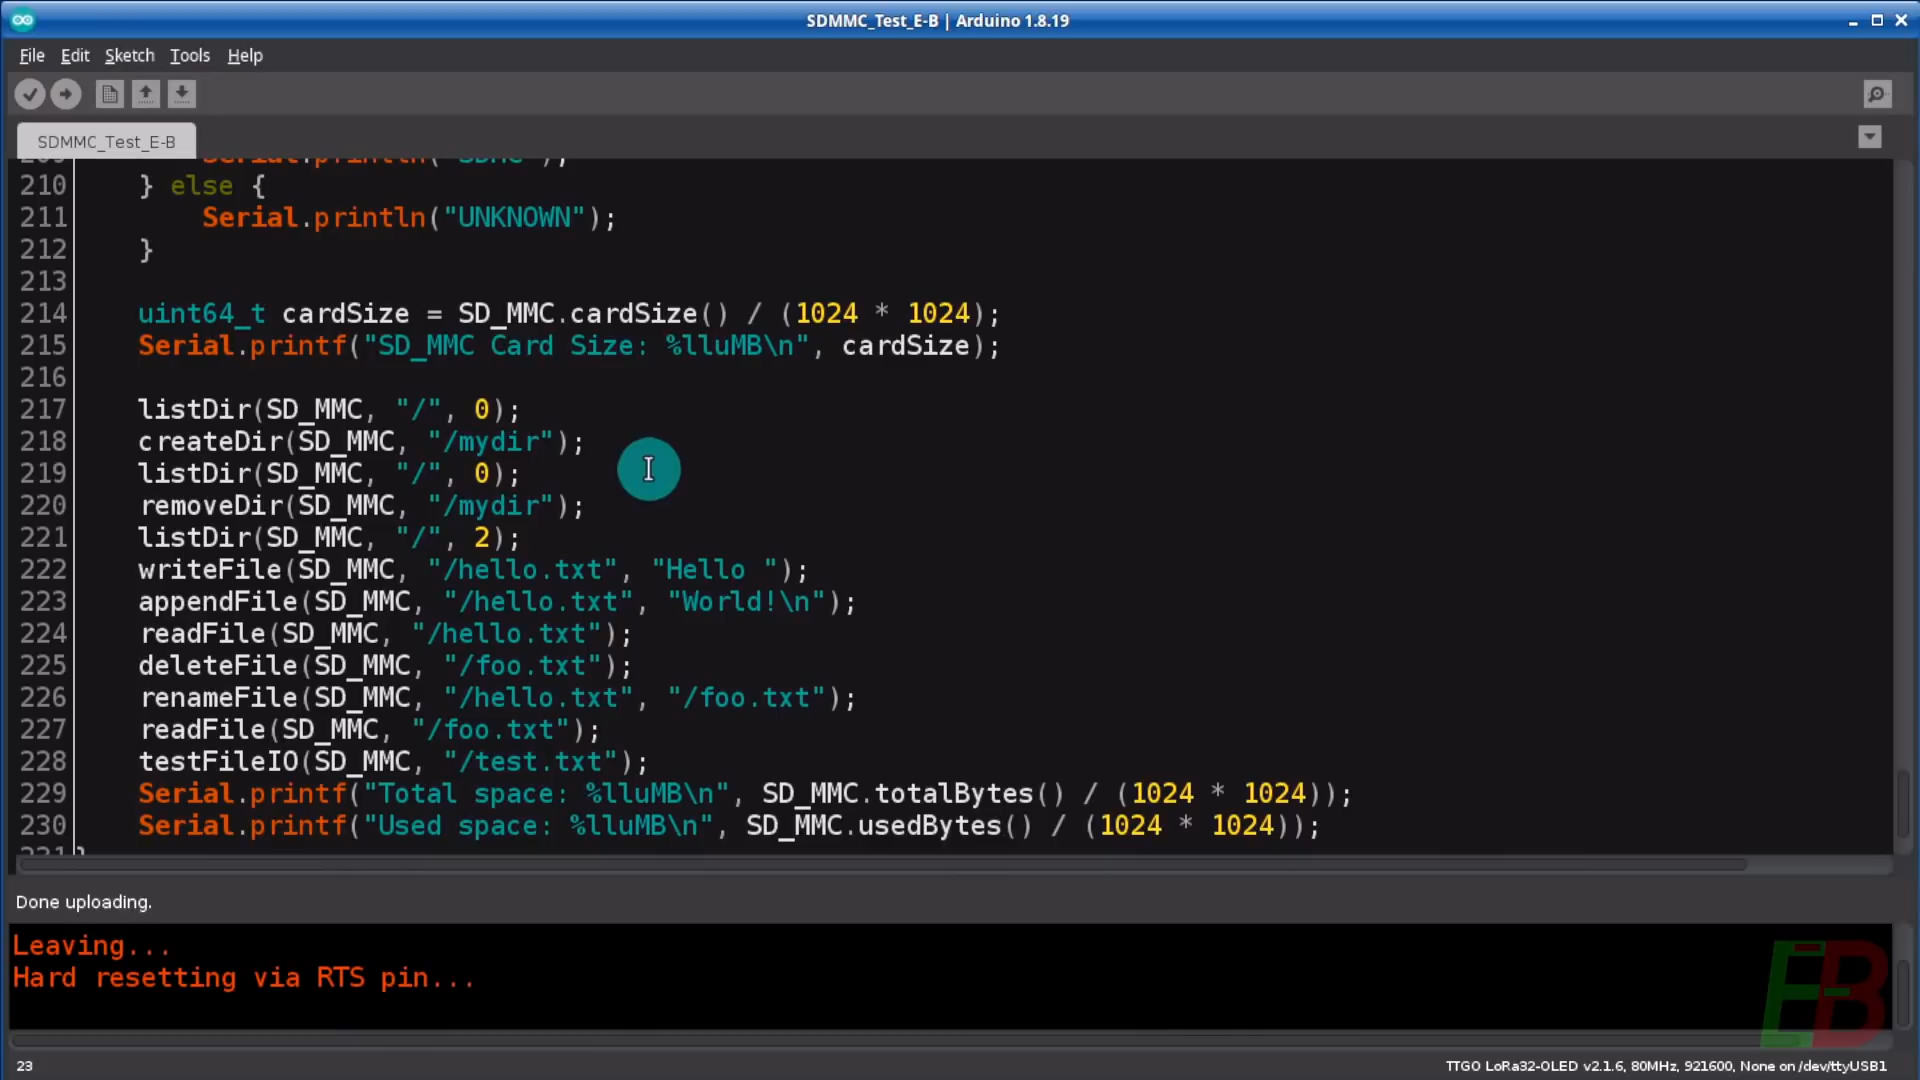 SDMMC_Test_E-B | Arduino 1.8.19
File Edit Sketch Tools Help
SDMMC_Test_E-B
209 Serial.println("SDHC");
210 } else {
211 Serial.println("UNKNOWN");
212 }
213
214 uint64_t cardSize = SD_MMC.cardSize() / (1024 * 1024);
215 Serial.printf("SD_MMC Card Size: %lluMB\n", cardSize);
216
217 listDir(SD_MMC, "/", 0);
218 createDir(SD_MMC, "/mydir");
219 listDir(SD_MMC, "/", 0);
220 removeDir(SD_MMC, "/mydir");
221 listDir(SD_MMC, "/", 2);
222 writeFile(SD_MMC, "/hello.txt", "Hello ");
223 appendFile(SD_MMC, "/hello.txt", "World!\n");
224 readFile(SD_MMC, "/hello.txt");
225 deleteFile(SD_MMC, "/foo.txt");
226 renameFile(SD_MMC, "/hello.txt", "/foo.txt");
227 readFile(SD_MMC, "/foo.txt");
228 testFileIO(SD_MMC, "/test.txt");
229 Serial.printf("Total space: %lluMB\n", SD_MMC.totalBytes() / (1024 * 1024));
230 Serial.printf("Used space: %lluMB\n", SD_MMC.usedBytes() / (1024 * 1024));
231 }
Done uploading.
Leaving...
Hard resetting via RTS pin...
E-B
23
TTGO LoRa32-OLED v2.1.6, 80MHz, 921600, None on /dev/ttyUSB1